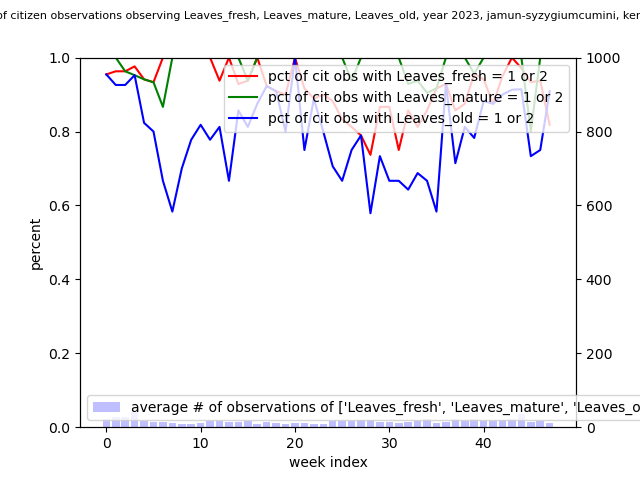 of citizen observations observing Leaves_fresh, Leaves_mature, Leaves_old, year 2023, jamun-syzygiumcumini, ker
1.0
0.8
0.6
0.4
0.2
0.0
percent
pct of cit obs with Leaves_fresh = 1 or 2
pct of cit obs with Leaves_mature = 1 or 2
pct of cit obs with Leaves_old = 1 or 2
average # of observations of ['Leaves_fresh', 'Leaves_mature', 'Leaves_o
1000
800
600
400
200
0
0 10 20 30 40
week index